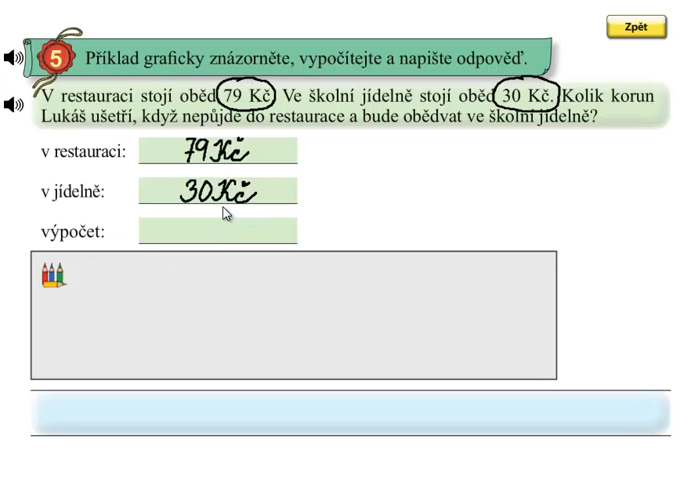 Zpět
5 Příklad graficky znázorněte, vypočítejte a napište odpověď.
V restauraci stojí oběd 79 Kč. Ve školní jídelně stojí oběd 30 Kč. Kolik korun
Lukáš ušetří, když nepůjde do restaurace a bude obědvat ve školní jídelně?
v restauraci: 79 Kč
v jídelně: 30 Kč
výpočet: